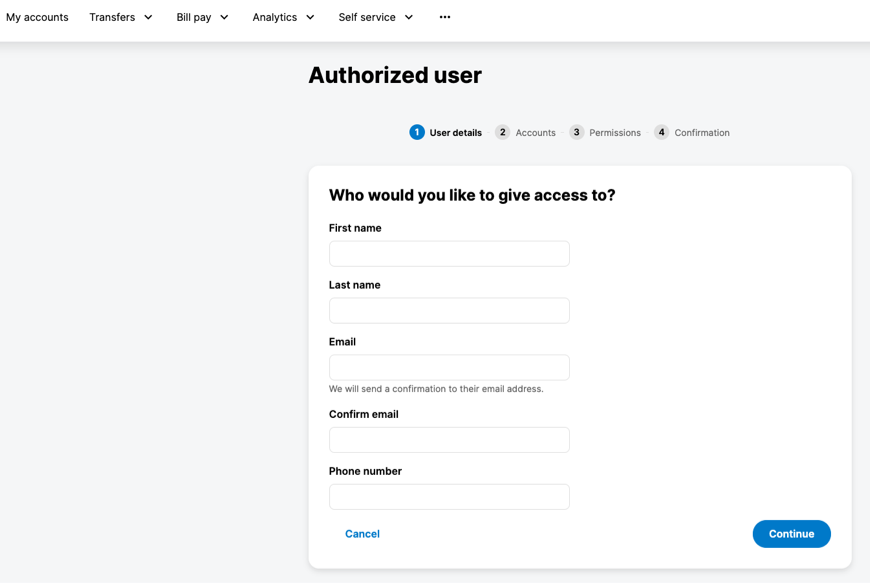 My accounts Transfers Bill pay Analytics Self service ...
Authorized user
1 User details 2 Accounts 3 Permissions 4 Confirmation
Who would you like to give access to?
First name
Last name
Email
We will send a confirmation to their email address.
Confirm email
Phone number
Cancel Continue